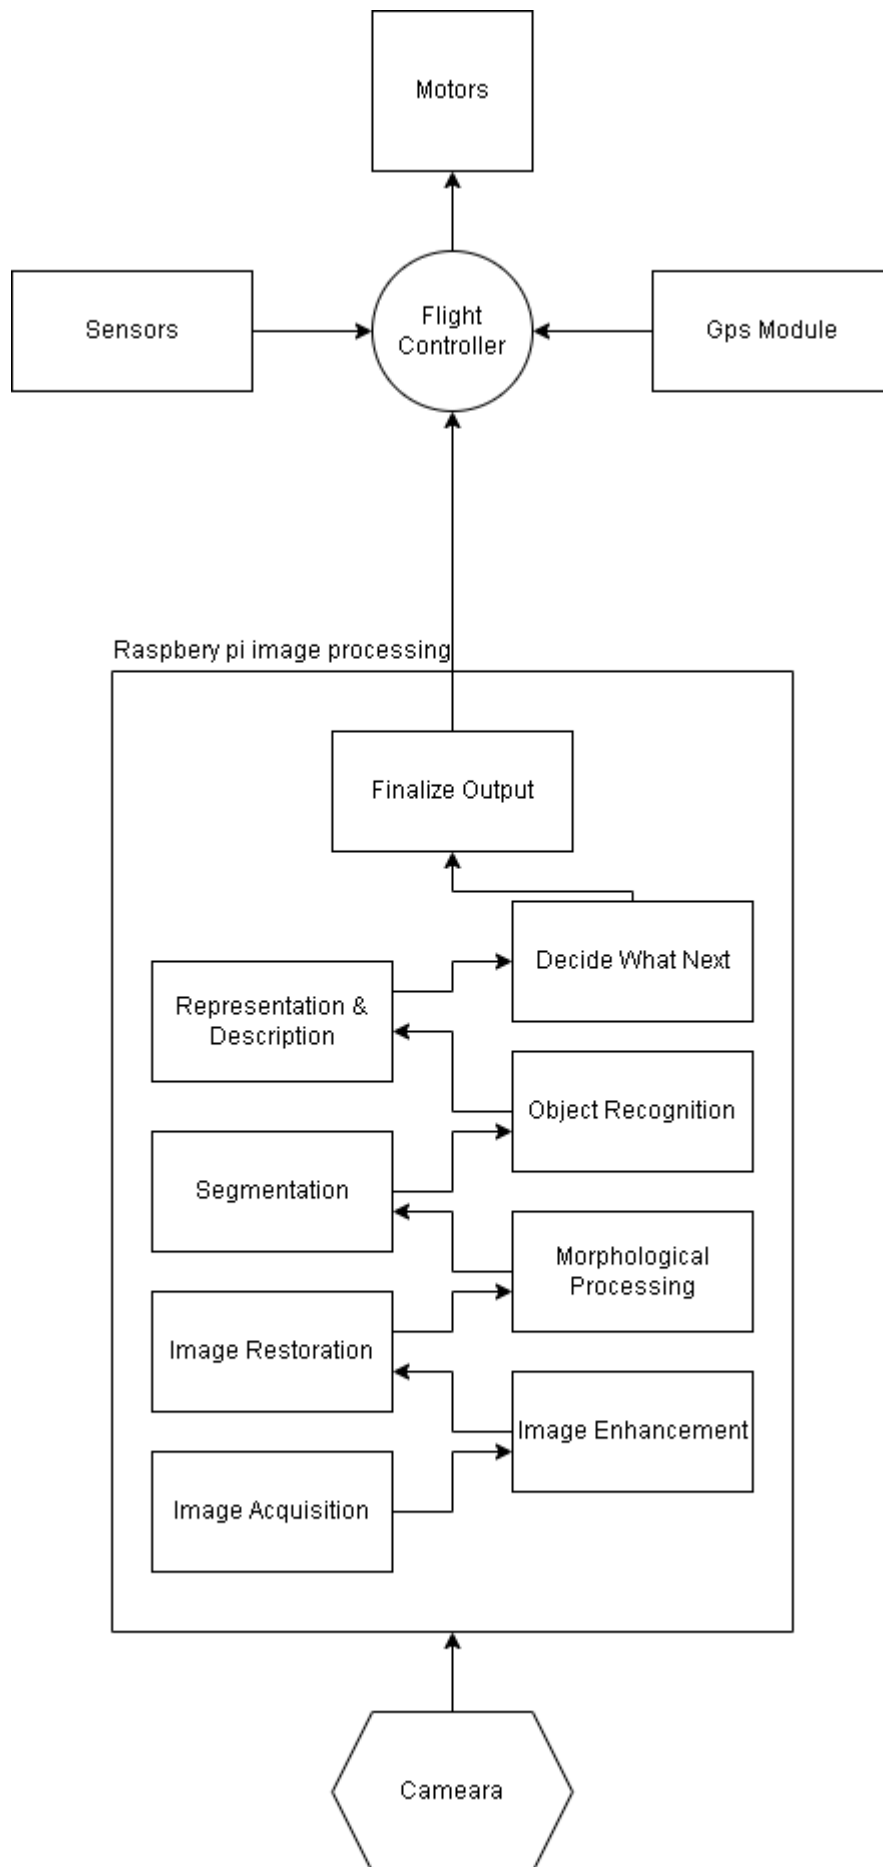 Motors
Sensors
Flight
Controller
Gps Module
Raspbery pi image processing
Finalize Output
Decide What Next
Representation &
Description
Object Recognition
Segmentation
Morphological
Processing
Image Restoration
Image Enhancement
Image Acquisition
Cameara